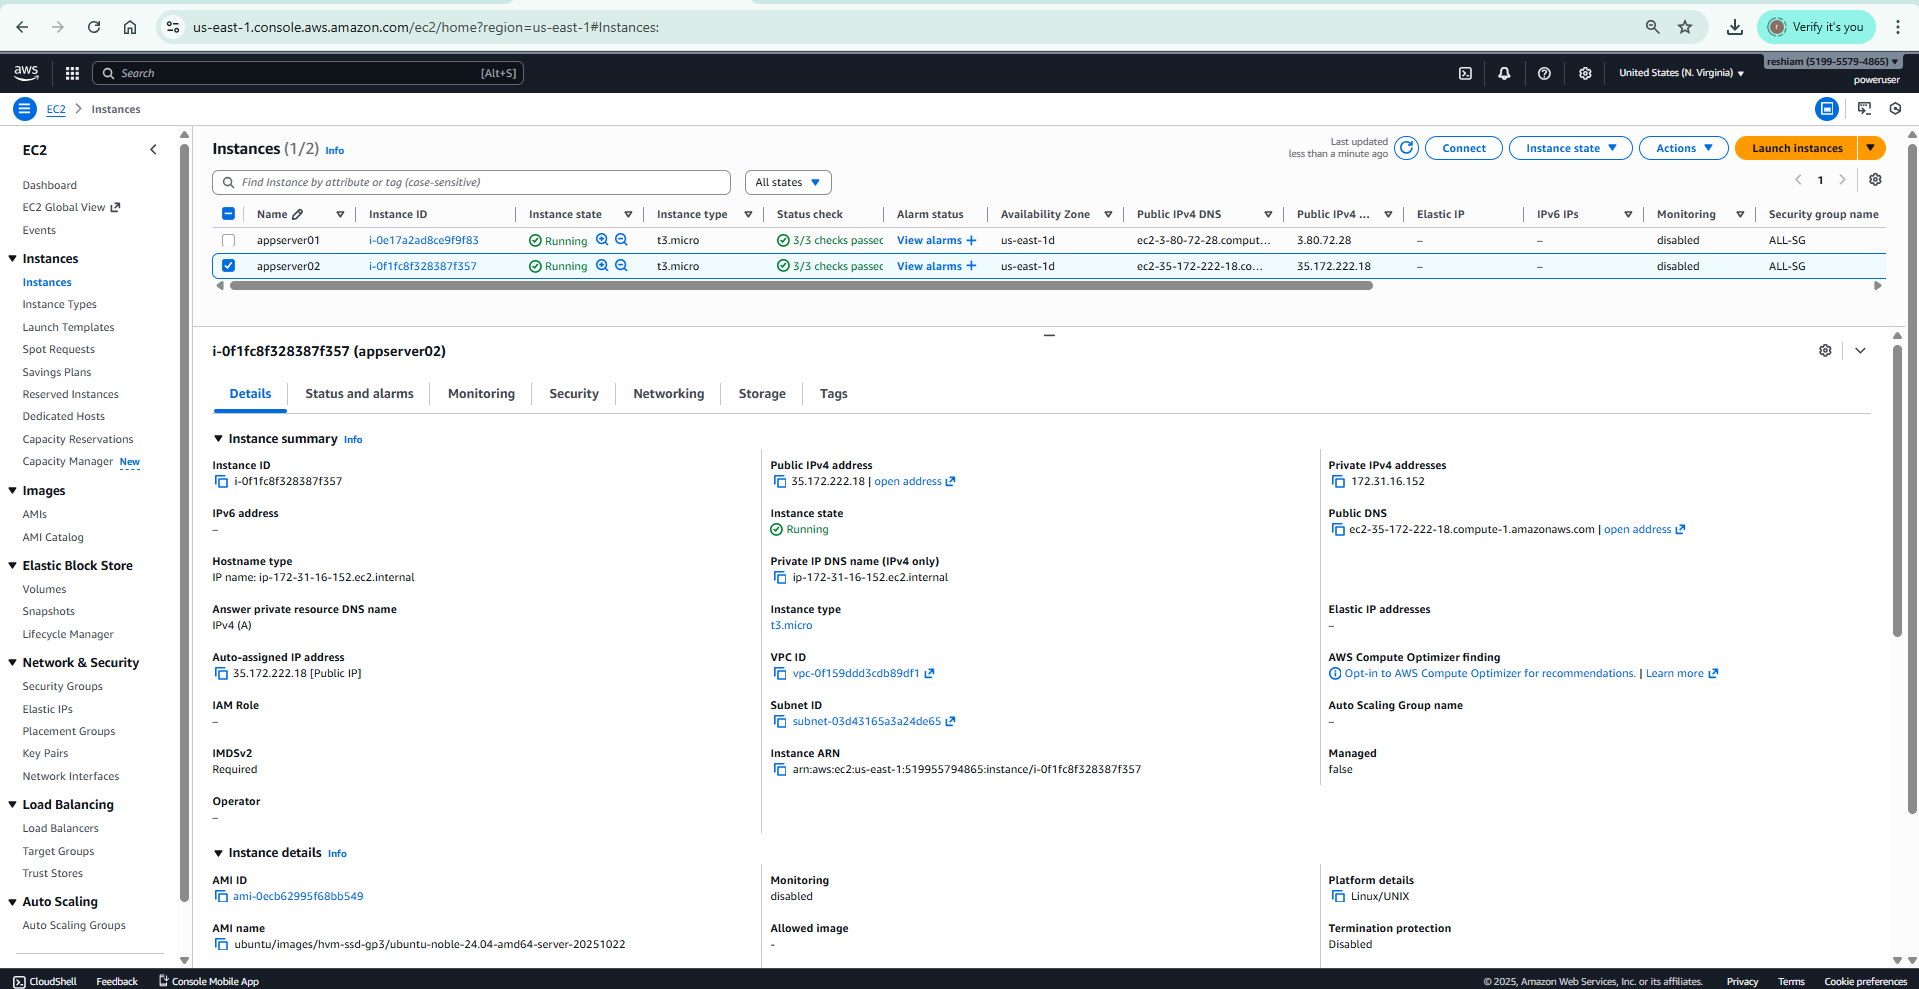 us-east-1.console.aws.amazon.com/ec2/home?region=us-east-1#Instances:
Verify it's you
aws
Search
[Alt+S]
United States (N. Virginia)
reshiam (5199-5579-4865)
poweruser
EC2 > Instances
EC2
Dashboard
EC2 Global View
Events
Instances
Instances
Instance Types
Launch Templates
Spot Requests
Savings Plans
Reserved Instances
Dedicated Hosts
Capacity Reservations
Capacity Manager New
Images
AMIs
AMI Catalog
Elastic Block Store
Volumes
Snapshots
Lifecycle Manager
Network & Security
Security Groups
Elastic IPs
Placement Groups
Key Pairs
Network Interfaces
Load Balancing
Load Balancers
Target Groups
Trust Stores
Auto Scaling
Auto Scaling Groups
Instances (1/2) Info
Last updated
less than a minute ago
Connect
Instance state
Actions
Launch instances
Find Instance by attribute or tag (case-sensitive)
All states
1
Name Instance ID Instance state Instance type Status check Alarm status Availability Zone Public IPv4 DNS Public IPv4 ... Elastic IP IPv6 IPs Monitoring Security group name
appserver01 i-0e17a2ad8ce9f9f83 Running t3.micro 3/3 checks passec View alarms + us-east-1d ec2-3-80-72-28.comput... 3.80.72.28 – – disabled ALL-SG
appserver02 i-0f1fc8f328387f357 Running t3.micro 3/3 checks passec View alarms + us-east-1d ec2-35-172-222-18.co... 35.172.222.18 – – disabled ALL-SG
i-0f1fc8f328387f357 (appserver02)
Details
Status and alarms
Monitoring
Security
Networking
Storage
Tags
Instance summary Info
Instance ID
i-0f1fc8f328387f357
Public IPv4 address
35.172.222.18 | open address
Private IPv4 addresses
172.31.16.152
IPv6 address
–
Instance state
Running
Public DNS
ec2-35-172-222-18.compute-1.amazonaws.com | open address
Hostname type
IP name: ip-172-31-16-152.ec2.internal
Private IP DNS name (IPv4 only)
ip-172-31-16-152.ec2.internal
Answer private resource DNS name
IPv4 (A)
Instance type
t3.micro
Elastic IP addresses
–
Auto-assigned IP address
35.172.222.18 [Public IP]
VPC ID
vpc-0f159ddd3cdb89df1
AWS Compute Optimizer finding
Opt-in to AWS Compute Optimizer for recommendations. | Learn more
IAM Role
–
Subnet ID
subnet-03d43165a3a24de65
Auto Scaling Group name
–
IMDSv2
Required
Instance ARN
arn:aws:ec2:us-east-1:519955794865:instance/i-0f1fc8f328387f357
Managed
false
Operator
–
Instance details Info
AMI ID
ami-0ecb62995f68bb549
Monitoring
disabled
Platform details
Linux/UNIX
AMI name
ubuntu/images/hvm-ssd-gp3/ubuntu-noble-24.04-amd64-server-20251022
Allowed image
-
Termination protection
Disabled
CloudShell
Feedback
Console Mobile App
© 2025, Amazon Web Services, Inc. or its affiliates.
Privacy
Terms
Cookie preferences